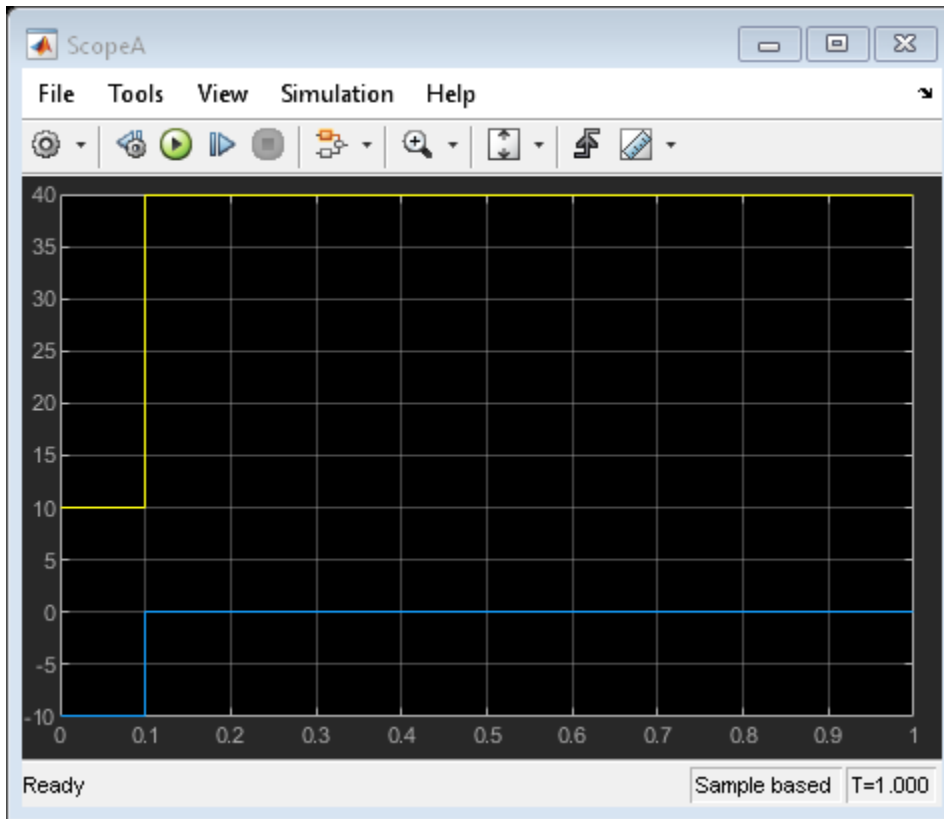 ScopeA
File Tools View Simulation Help
40
35
30
25
20
15
10
5
0
-5
-10
0 0.1 0.2 0.3 0.4 0.5 0.6 0.7 0.8 0.9 1
Ready Sample based T=1.000